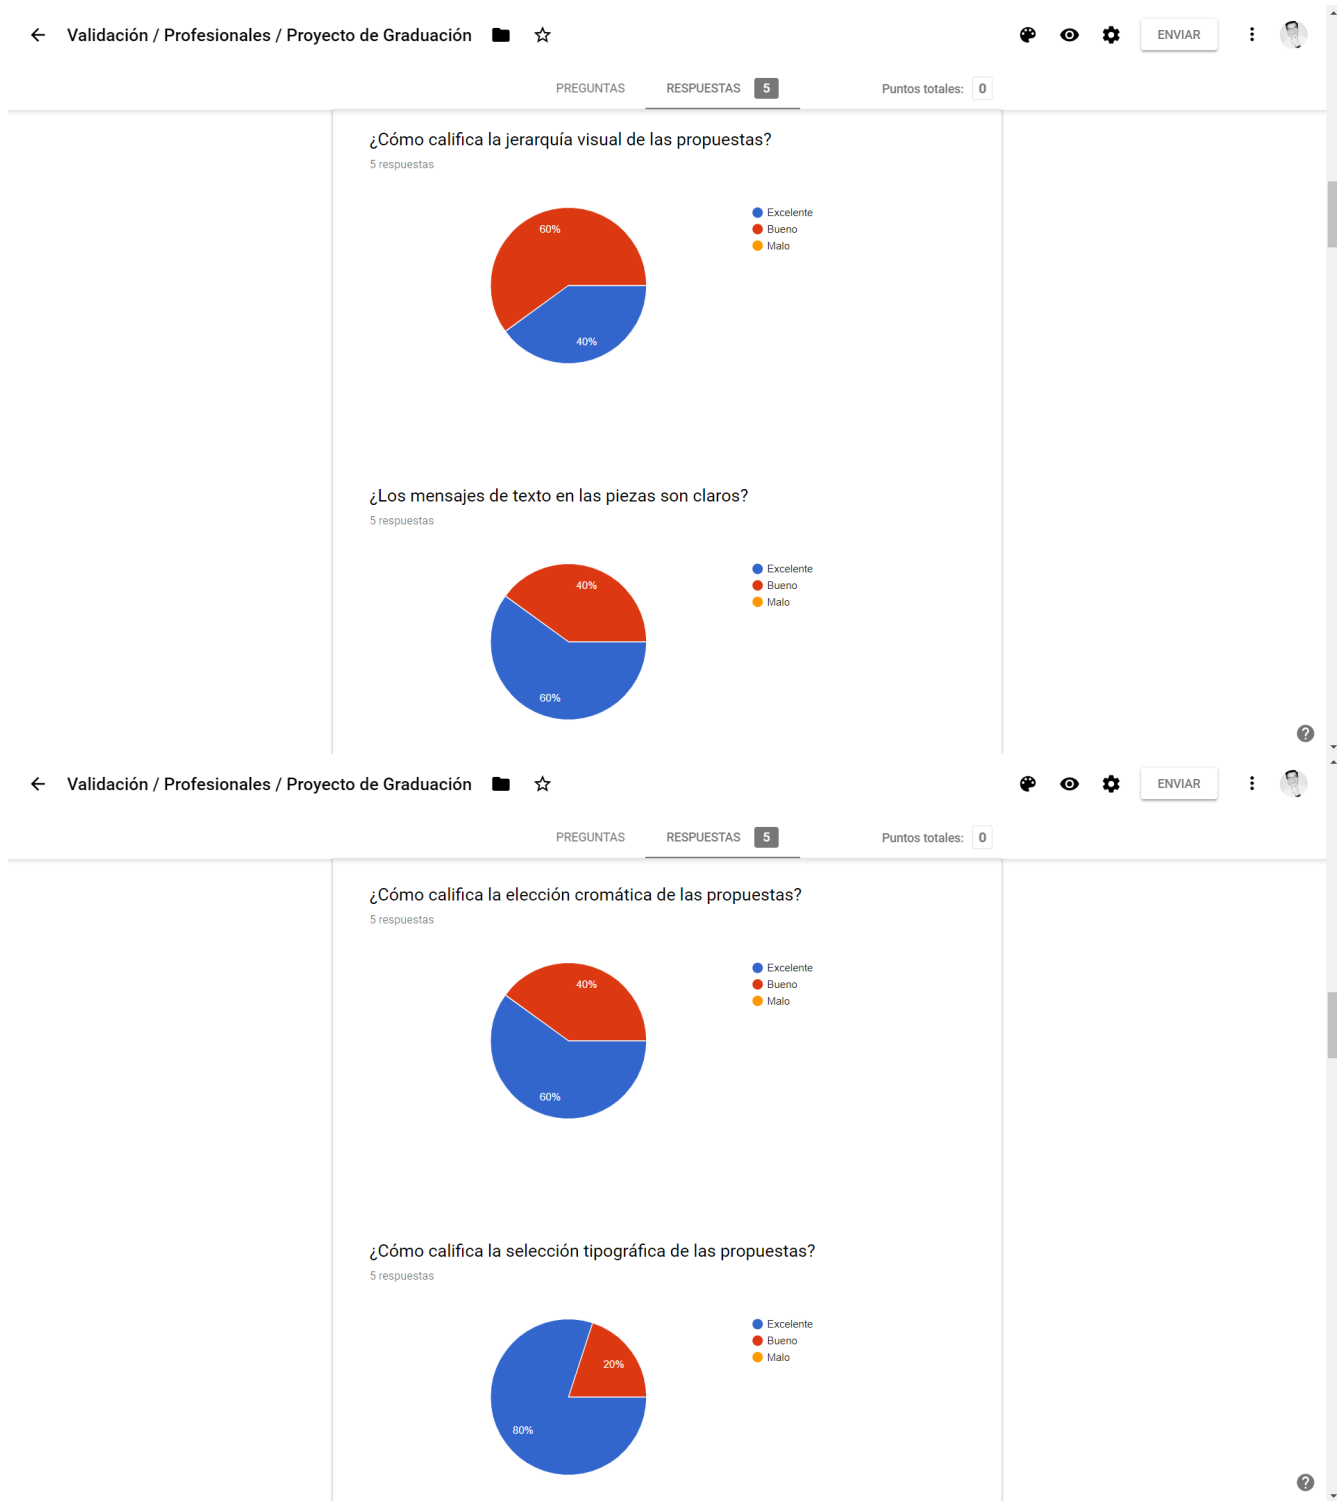 Validación / Profesionales / Proyecto de Graduación
ENVIAR
PREGUNTAS RESPUESTAS 5 Puntos totales: 0
¿Cómo califica la jerarquía visual de las propuestas?
5 respuestas
Excelente
Bueno
Malo
60%
40%
¿Los mensajes de texto en las piezas son claros?
5 respuestas
Excelente
Bueno
Malo
40%
60%
Validación / Profesionales / Proyecto de Graduación
ENVIAR
PREGUNTAS RESPUESTAS 5 Puntos totales: 0
¿Cómo califica la elección cromática de las propuestas?
5 respuestas
Excelente
Bueno
Malo
40%
60%
¿Cómo califica la selección tipográfica de las propuestas?
5 respuestas
Excelente
Bueno
Malo
20%
80%